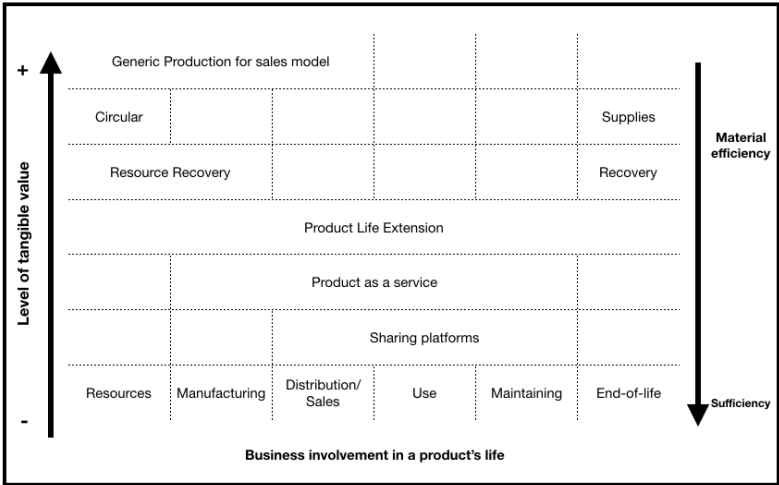 +
Generic Production for sales model
Circular
Supplies
Material
efficiency
Resource Recovery
Recovery
Level of tangible value
Product Life Extension
Product as a service
Sharing platforms
Resources
Manufacturing
Distribution/
Sales
Use
Maintaining
End-of-life
Sufficiency
-
Business involvement in a product's life